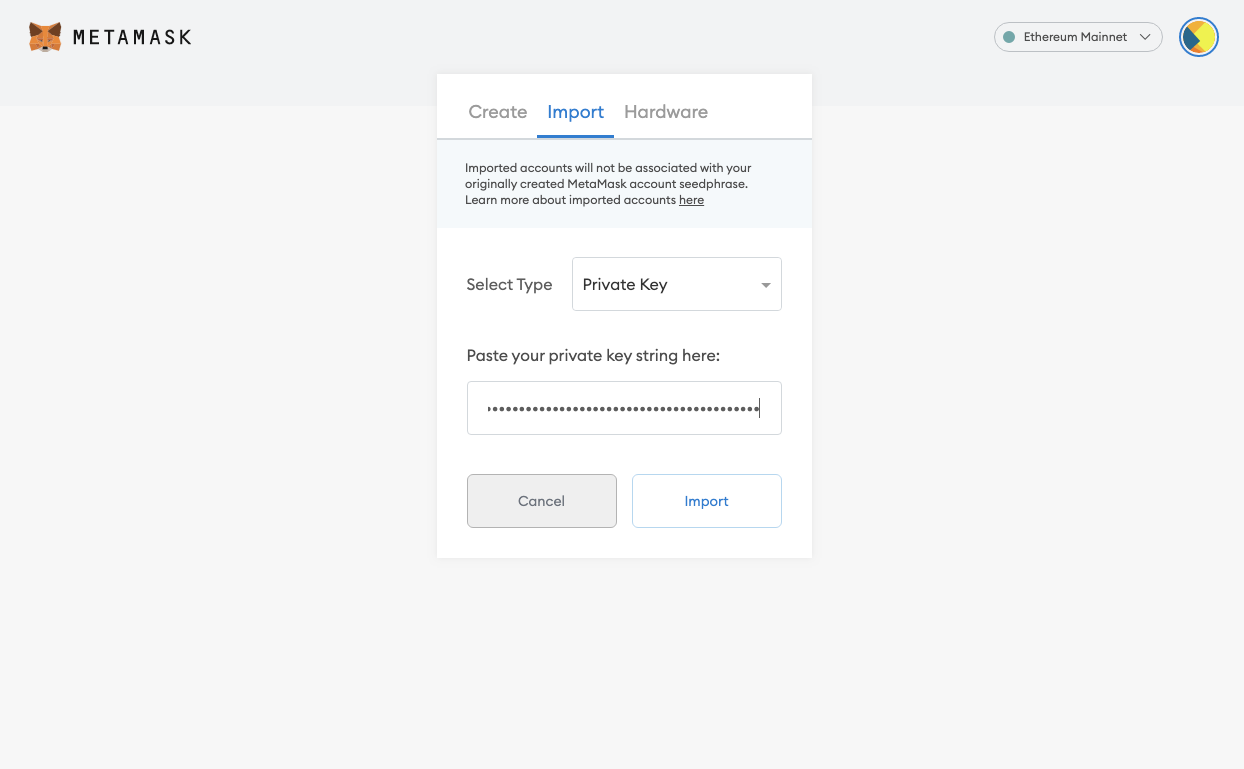 METAMASK
Ethereum Mainnet
Create Import Hardware
Imported accounts will not be associated with your
originally created MetaMask account seedphrase.
Learn more about imported accounts here
Select Type
Private Key
Paste your private key string here:
Cancel
Import